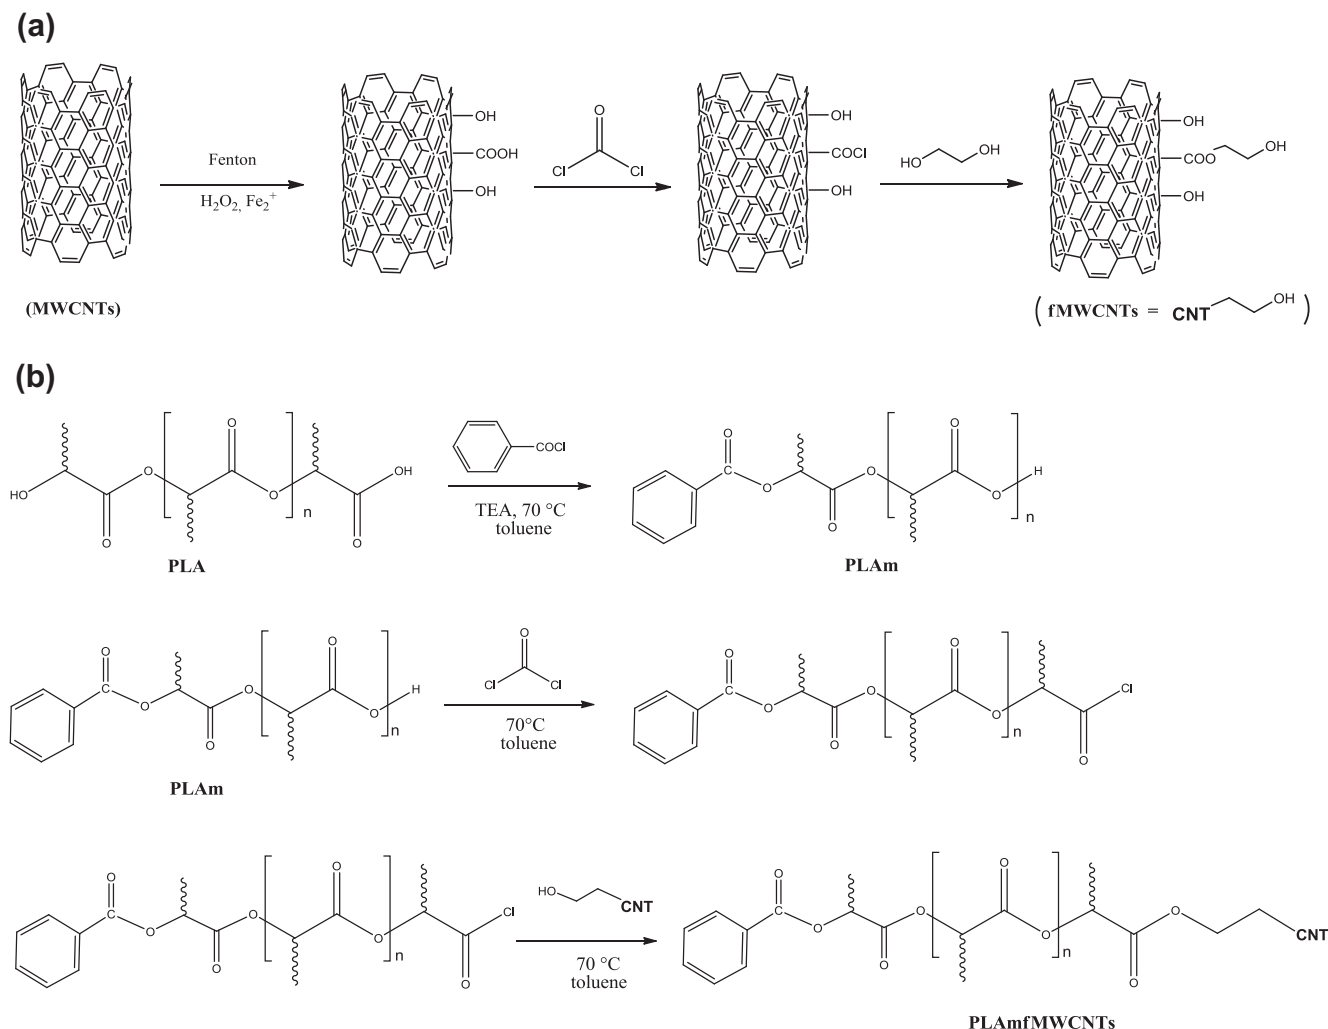 (a)
Fenton
H₂O₂, Fe₂⁺
OH
COOH
OH
O
Cl Cl
OH
COCl
OH
HO OH
OH
COO OH
OH
(MWCNTs)
( fMWCNTs = CNT OH )
(b)
HO O O O O n OH O
PLA
COCl
TEA, 70 °C
toluene
O C O O O O O H n
PLAm
O C O O O O O H n
PLAm
O
Cl Cl
70°C
toluene
O C O O O O O n Cl O
O C O O O O O n Cl O
HO CNT
70 °C
toluene
O C O O O O O n O O CNT
PLAmfMWCNTs